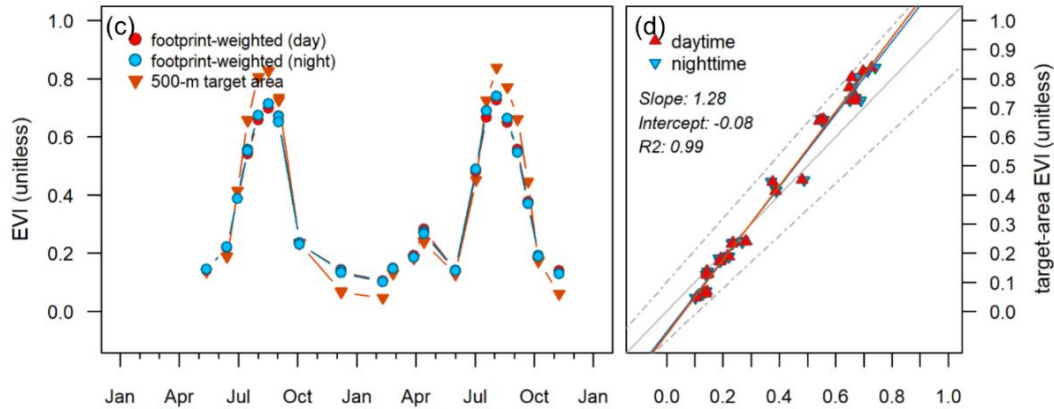 (c)
footprint-weighted (day)
footprint-weighted (night)
500-m target area
EVI (unitless)
1.0
0.8
0.6
0.4
0.2
0.0
Jan Apr Jul Oct Jan Apr Jul Oct Jan
(d)
daytime
nighttime
Slope: 1.28
Intercept: -0.08
R2: 0.99
1.0
0.9
0.8
0.7
0.6
0.5
0.4
0.3
0.2
0.1
0.0
target-area EVI (unitless)
0.0 0.2 0.4 0.6 0.8 1.0